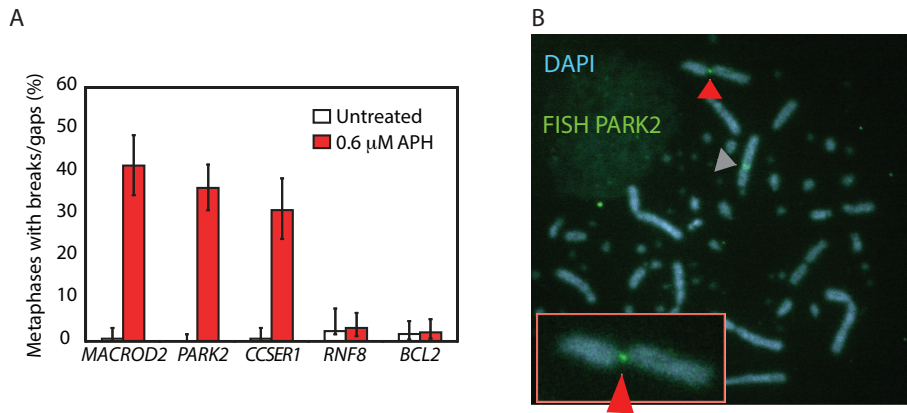 A
Metaphases with breaks/gaps (%)
60
50
40
30
20
10
0
Untreated
0.6 μM APH
MACROD2 PARK2 CCSER1 RNF8 BCL2
B
DAPI
FISH PARK2